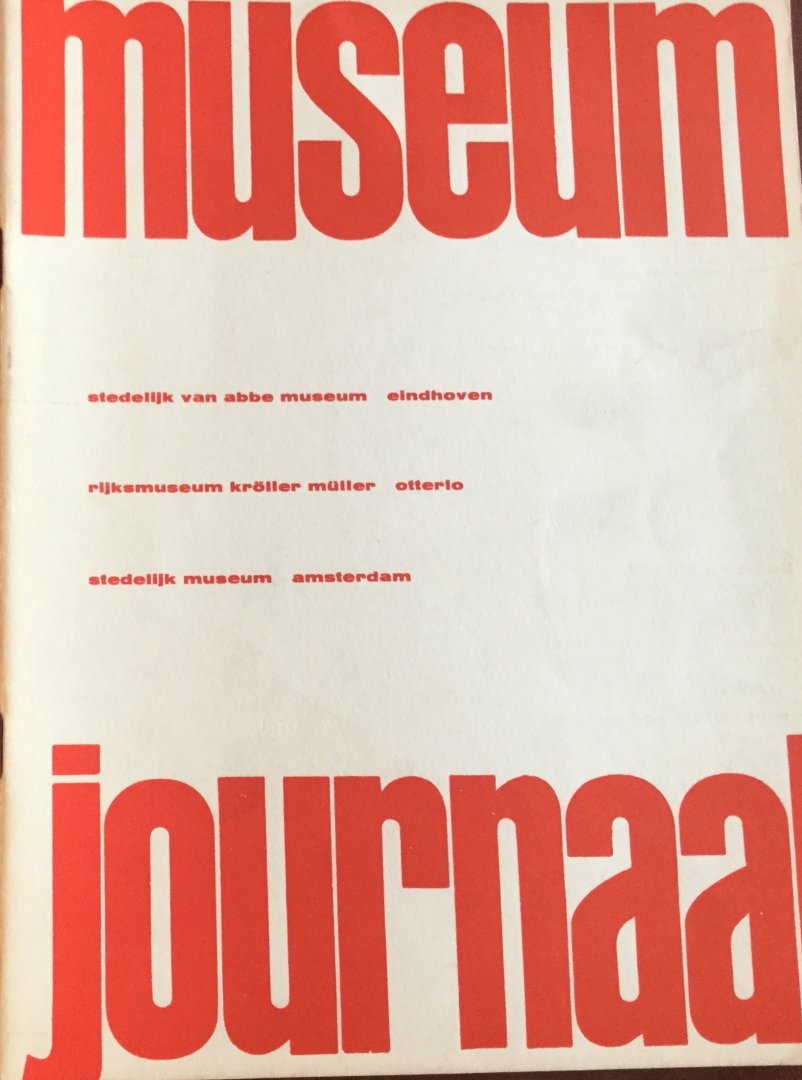 museum
stedelijk van abbe museum eindhoven
rijksmuseum kröller müller otterlo
stedelijk museum amsterdam
journaal